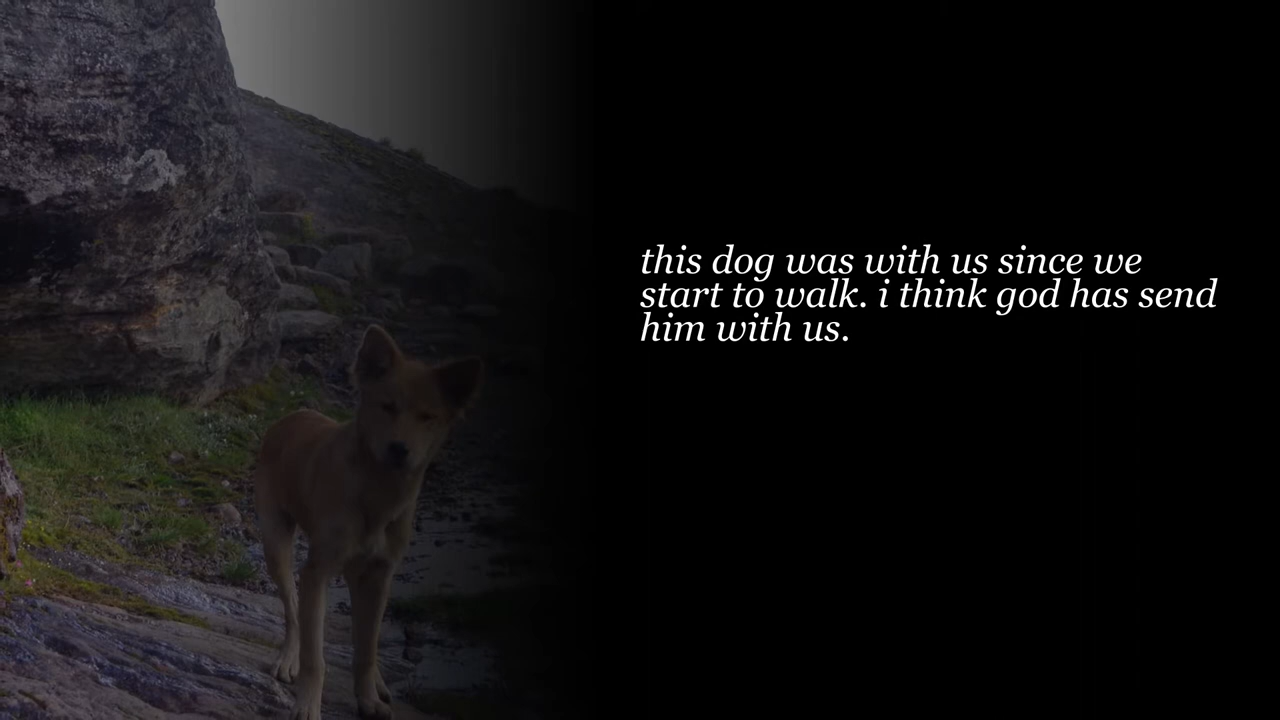 this dog was with us since we
start to walk. i think god has send
him with us.